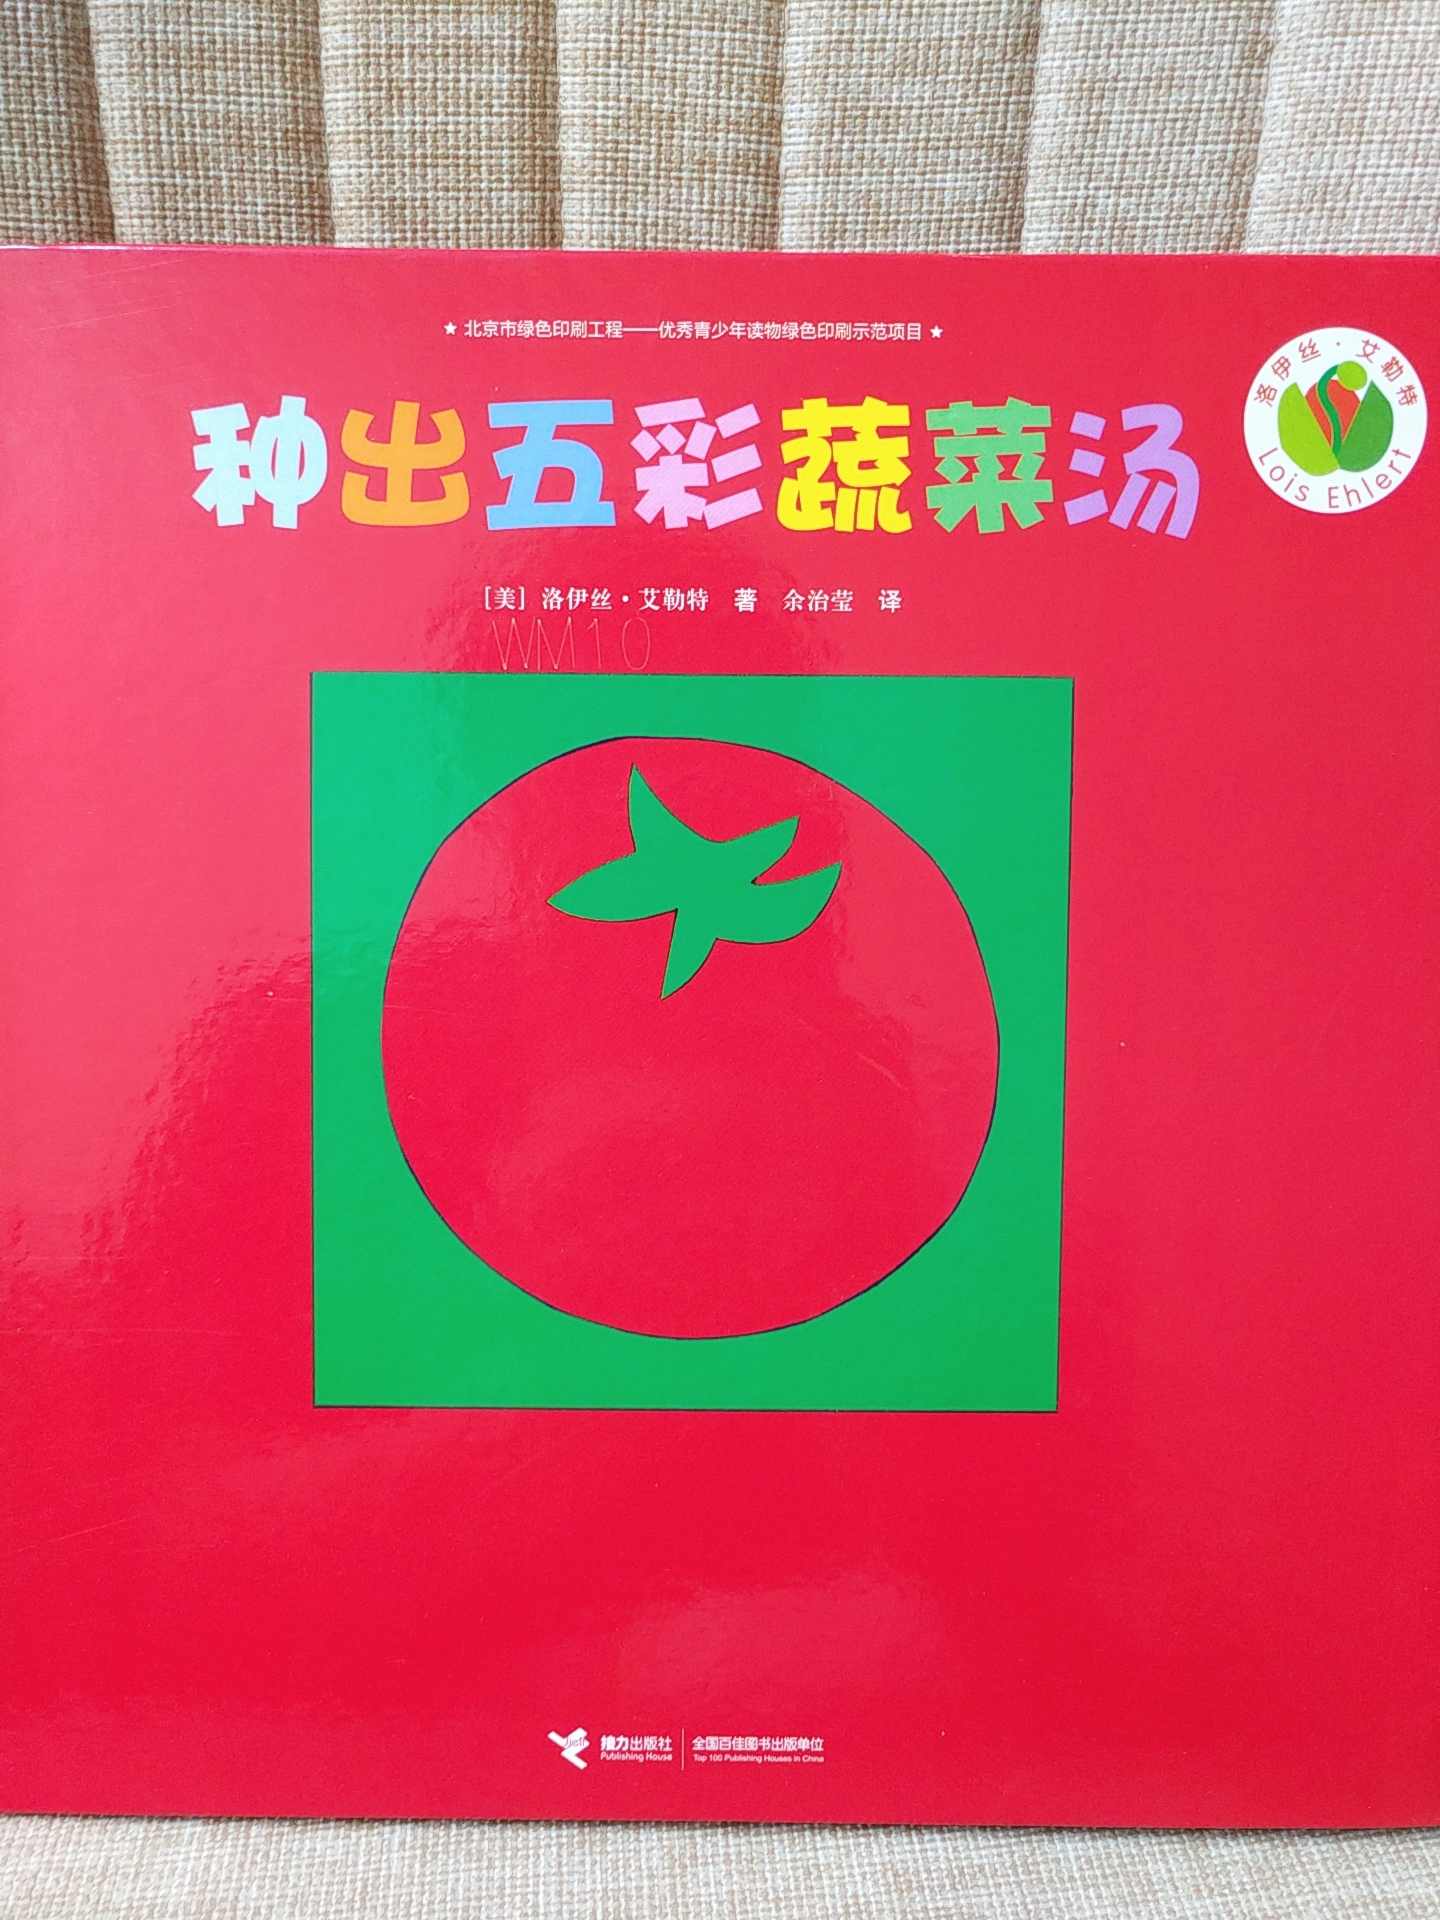 ★ 北京市绿色印刷工程——优秀青少年读物绿色印刷示范项目 ★
洛伊丝·艾勒特
Lois Ehlert
种出五彩蔬菜汤
[美] 洛伊丝·艾勒特 著 余治莹 译
WM10
接力出版社
Publishing House
全国百佳图书出版单位
Top 100 Publishing Houses in China